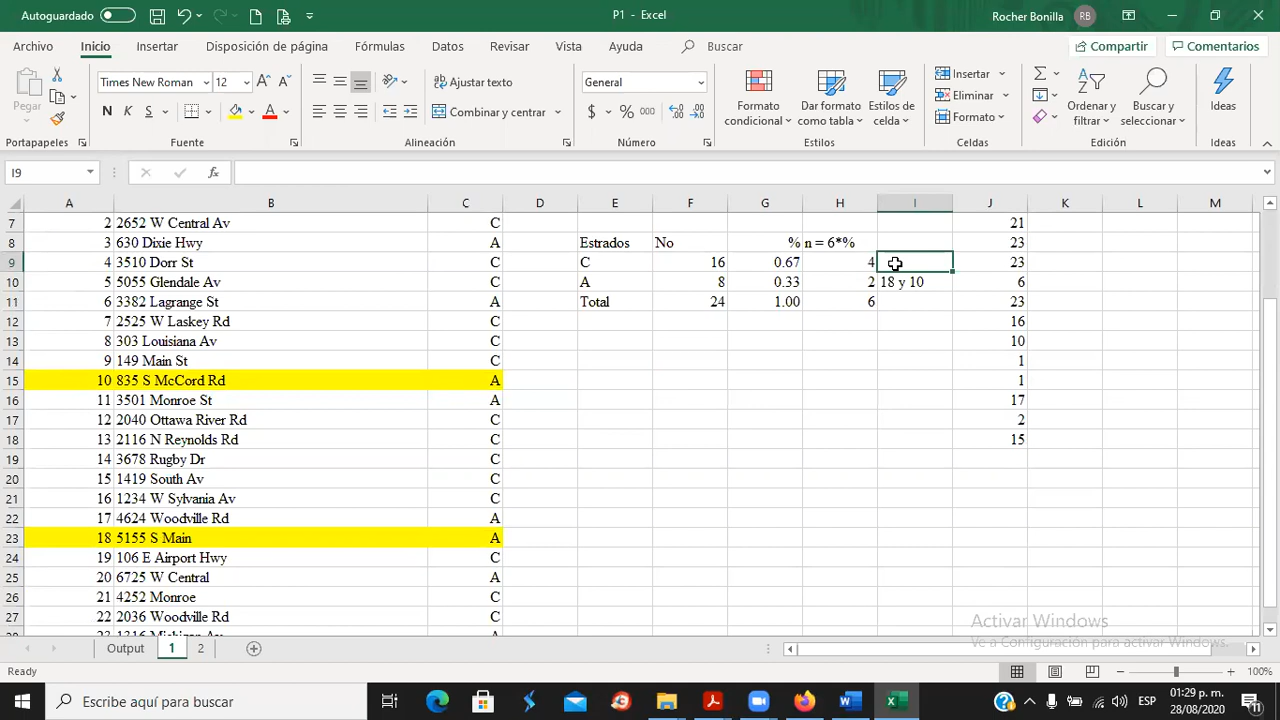 Autoguardado
P1 - Excel
Rocher Bonilla RB
Archivo Inicio Insertar Disposición de página Fórmulas Datos Revisar Vista Ayuda Buscar Compartir Comentarios
Pegar
Times New Roman 12
N K S
Ajustar texto
Combinar y centrar
General
$ % 000
Formato condicional
Dar formato como tabla
Estilos de celda
Insertar
Eliminar
Formato
Ordenar y filtrar
Buscar y seleccionar
Ideas
Portapapeles Fuente Alineación Número Estilos Celdas Edición Ideas
I9 fx
A B C D E F G H I J K L M
7 2 2652 W Central Av C 21
8 3 630 Dixie Hwy A Estrados No % n = 6*% 23
9 4 3510 Dorr St C C 16 0.67 4 23
10 5 5055 Glendale Av C A 8 0.33 2 18 y 10 6
11 6 3382 Lagrange St A Total 24 1.00 6 23
12 7 2525 W Laskey Rd C 16
13 8 303 Louisiana Av C 10
14 9 149 Main St C 1
15 10 835 S McCord Rd A 1
16 11 3501 Monroe St A 17
17 12 2040 Ottawa River Rd C 2
18 13 2116 N Reynolds Rd C 15
19 14 3678 Rugby Dr C
20 15 1419 South Av C
21 16 1234 W Sylvania Av C
22 17 4624 Woodville Rd A
23 18 5155 S Main A
24 19 106 E Airport Hwy C
25 20 6725 W Central A
26 21 4252 Monroe C
27 22 2036 Woodville Rd C
28 23 1316 Michigan Av A
Activar Windows
Ve a Configuración para activar Windows.
Output 1 2
Ready 100%
Escribe aquí para buscar
ESP
01:29 p. m.
28/08/2020
11